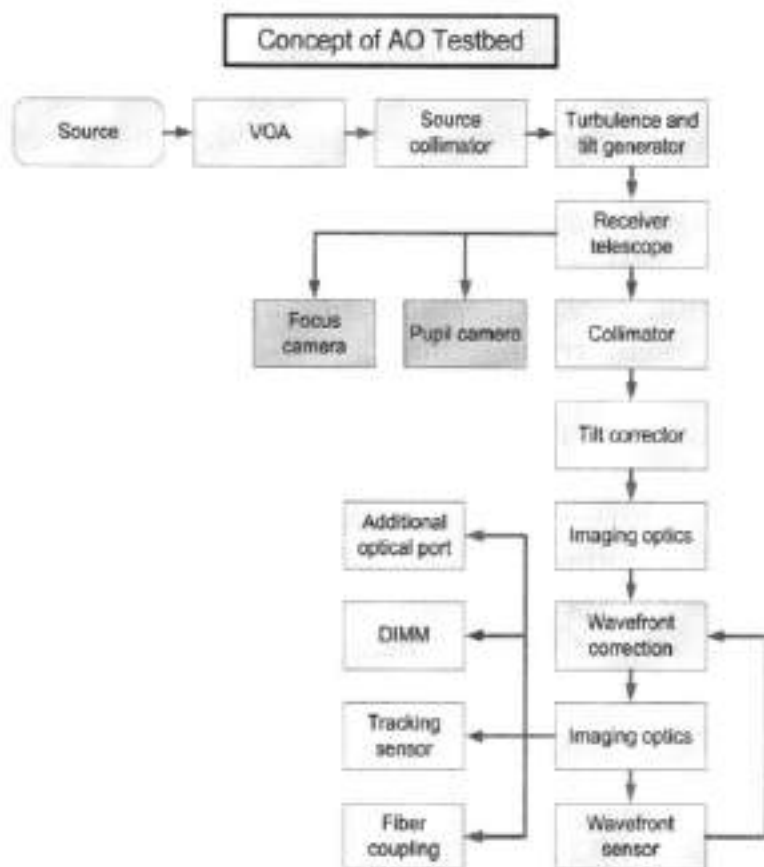 Concept of AO Testbed
Source
VOA
Source
collimator
Turbulence and
tilt generator
Receiver
telescope
Focus
camera
Pupil camera
Collimator
Tilt corrector
Additional
optical port
Imaging optics
DIMM
Wavefront
correction
Tracking
sensor
Imaging optics
Fiber
coupling
Wavefront
sensor